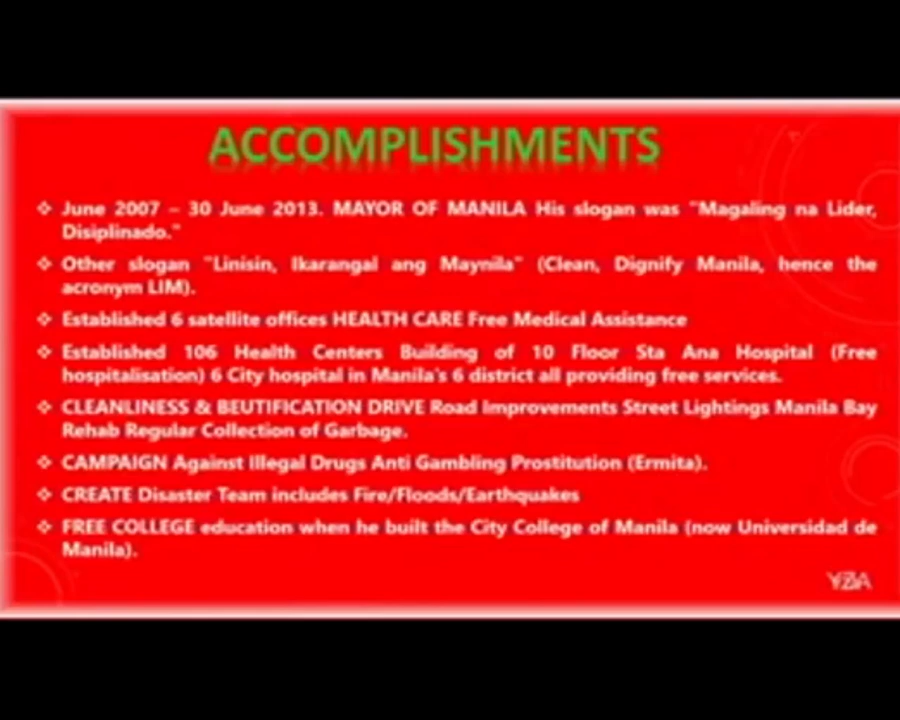 ACCOMPLISHMENTS
❖ June 2007 – 30 June 2013. MAYOR OF MANILA His slogan was "Magaling na Lider,
Disiplinado."
❖ Other slogan "Linisin, Ikarangal ang Maynila" (Clean, Dignify Manila, hence the
acronym LIM).
❖ Established 6 satellite offices HEALTH CARE Free Medical Assistance
❖ Established 106 Health Centers Building of 10 Floor Sta Ana Hospital (Free
hospitalisation) 6 City hospital in Manila's 6 district all providing free services.
❖ CLEANLINESS & BEUTIFICATION DRIVE Road Improvements Street Lightings Manila Bay
Rehab Regular Collection of Garbage.
❖ CAMPAIGN Against Illegal Drugs Anti Gambling Prostitution (Ermita).
❖ CREATE Disaster Team includes Fire/Floods/Earthquakes
❖ FREE COLLEGE education when he built the City College of Manila (now Universidad de
Manila).